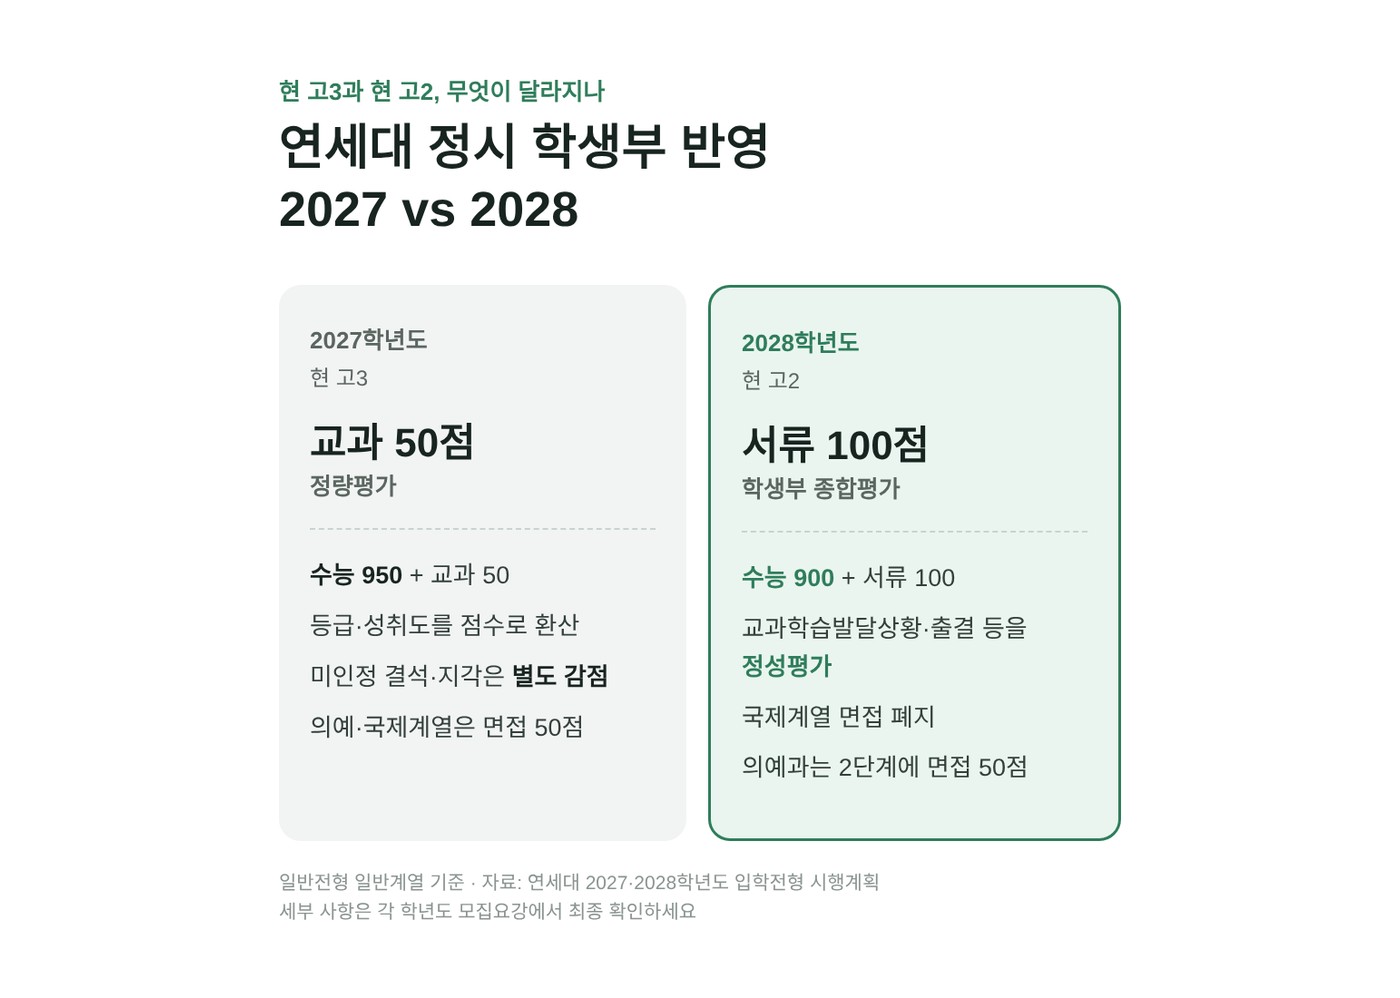 현 고3과 현 고2, 무엇이 달라지나
연세대 정시 학생부 반영
2027 vs 2028
2027학년도
현 고3
교과 50점
정량평가
수능 950 + 교과 50
등급·성취도를 점수로 환산
미인정 결석·지각은 별도 감점
의예·국제계열은 면접 50점
2028학년도
현 고2
서류 100점
학생부 종합평가
수능 900 + 서류 100
교과학습발달상황·출결 등을
정성평가
국제계열 면접 폐지
의예과는 2단계에 면접 50점
일반전형 일반계열 기준 · 자료: 연세대 2027·2028학년도 입학전형 시행계획
세부 사항은 각 학년도 모집요강에서 최종 확인하세요